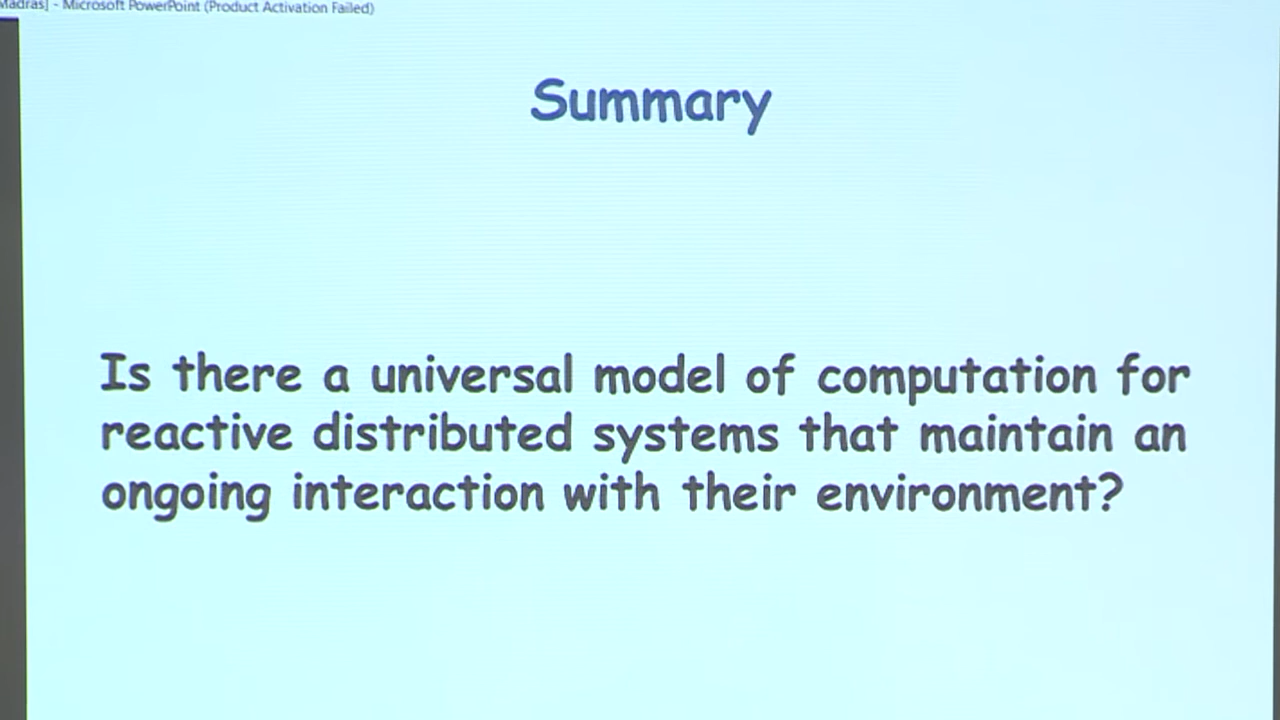 Madras] - Microsoft PowerPoint (Product Activation Failed)
Summary
Is there a universal model of computation for
reactive distributed systems that maintain an
ongoing interaction with their environment?